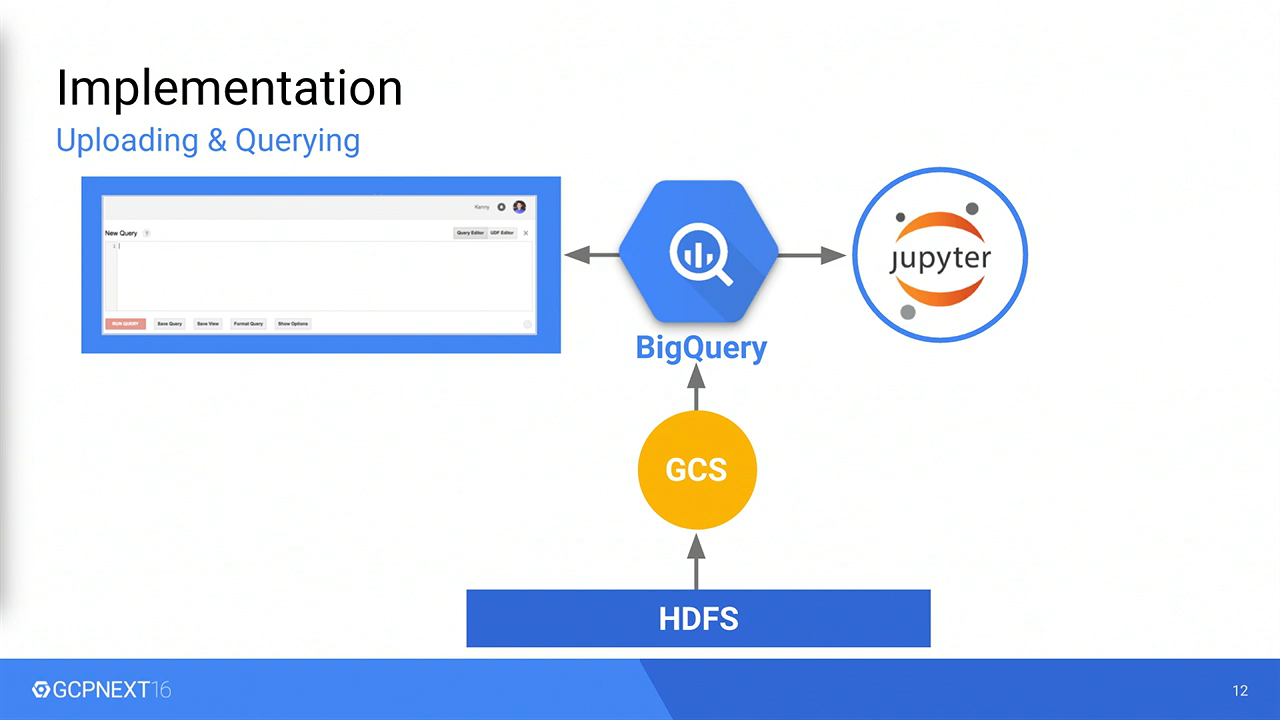 Implementation
Uploading & Querying
Kenny
New Query ?
Query Editor UDF Editor
1
RUN QUERY Save Query Save View Format Query Show Options
jupyter
BigQuery
GCS
HDFS
GCPNEXT16
12